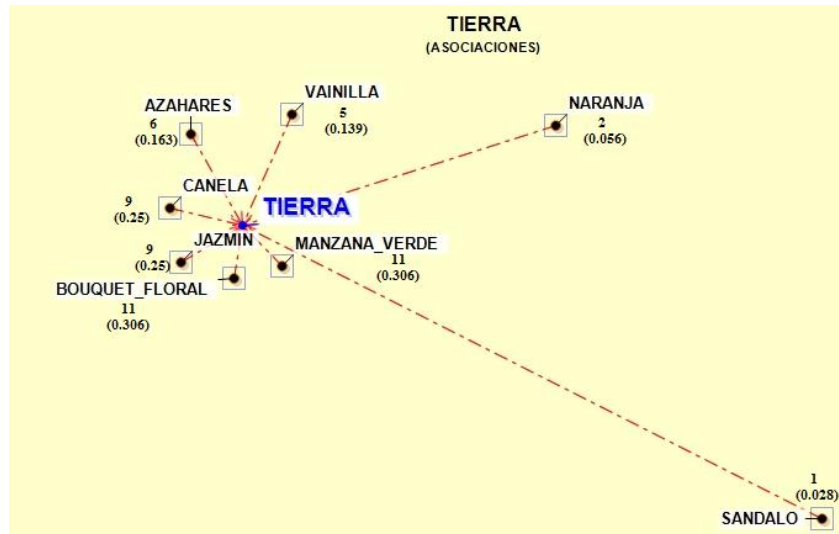 TIERRA
(ASOCIACIONES)
VAINILLA
5
(0.139)
NARANJA
2
(0.056)
AZAHARES
6
(0.163)
CANELA
9
(0.25)
TIERRA
JAZMIN
9
(0.25)
MANZANA_VERDE
11
(0.306)
BOUQUET_FLORAL
11
(0.306)
1
(0.028)
SANDALO